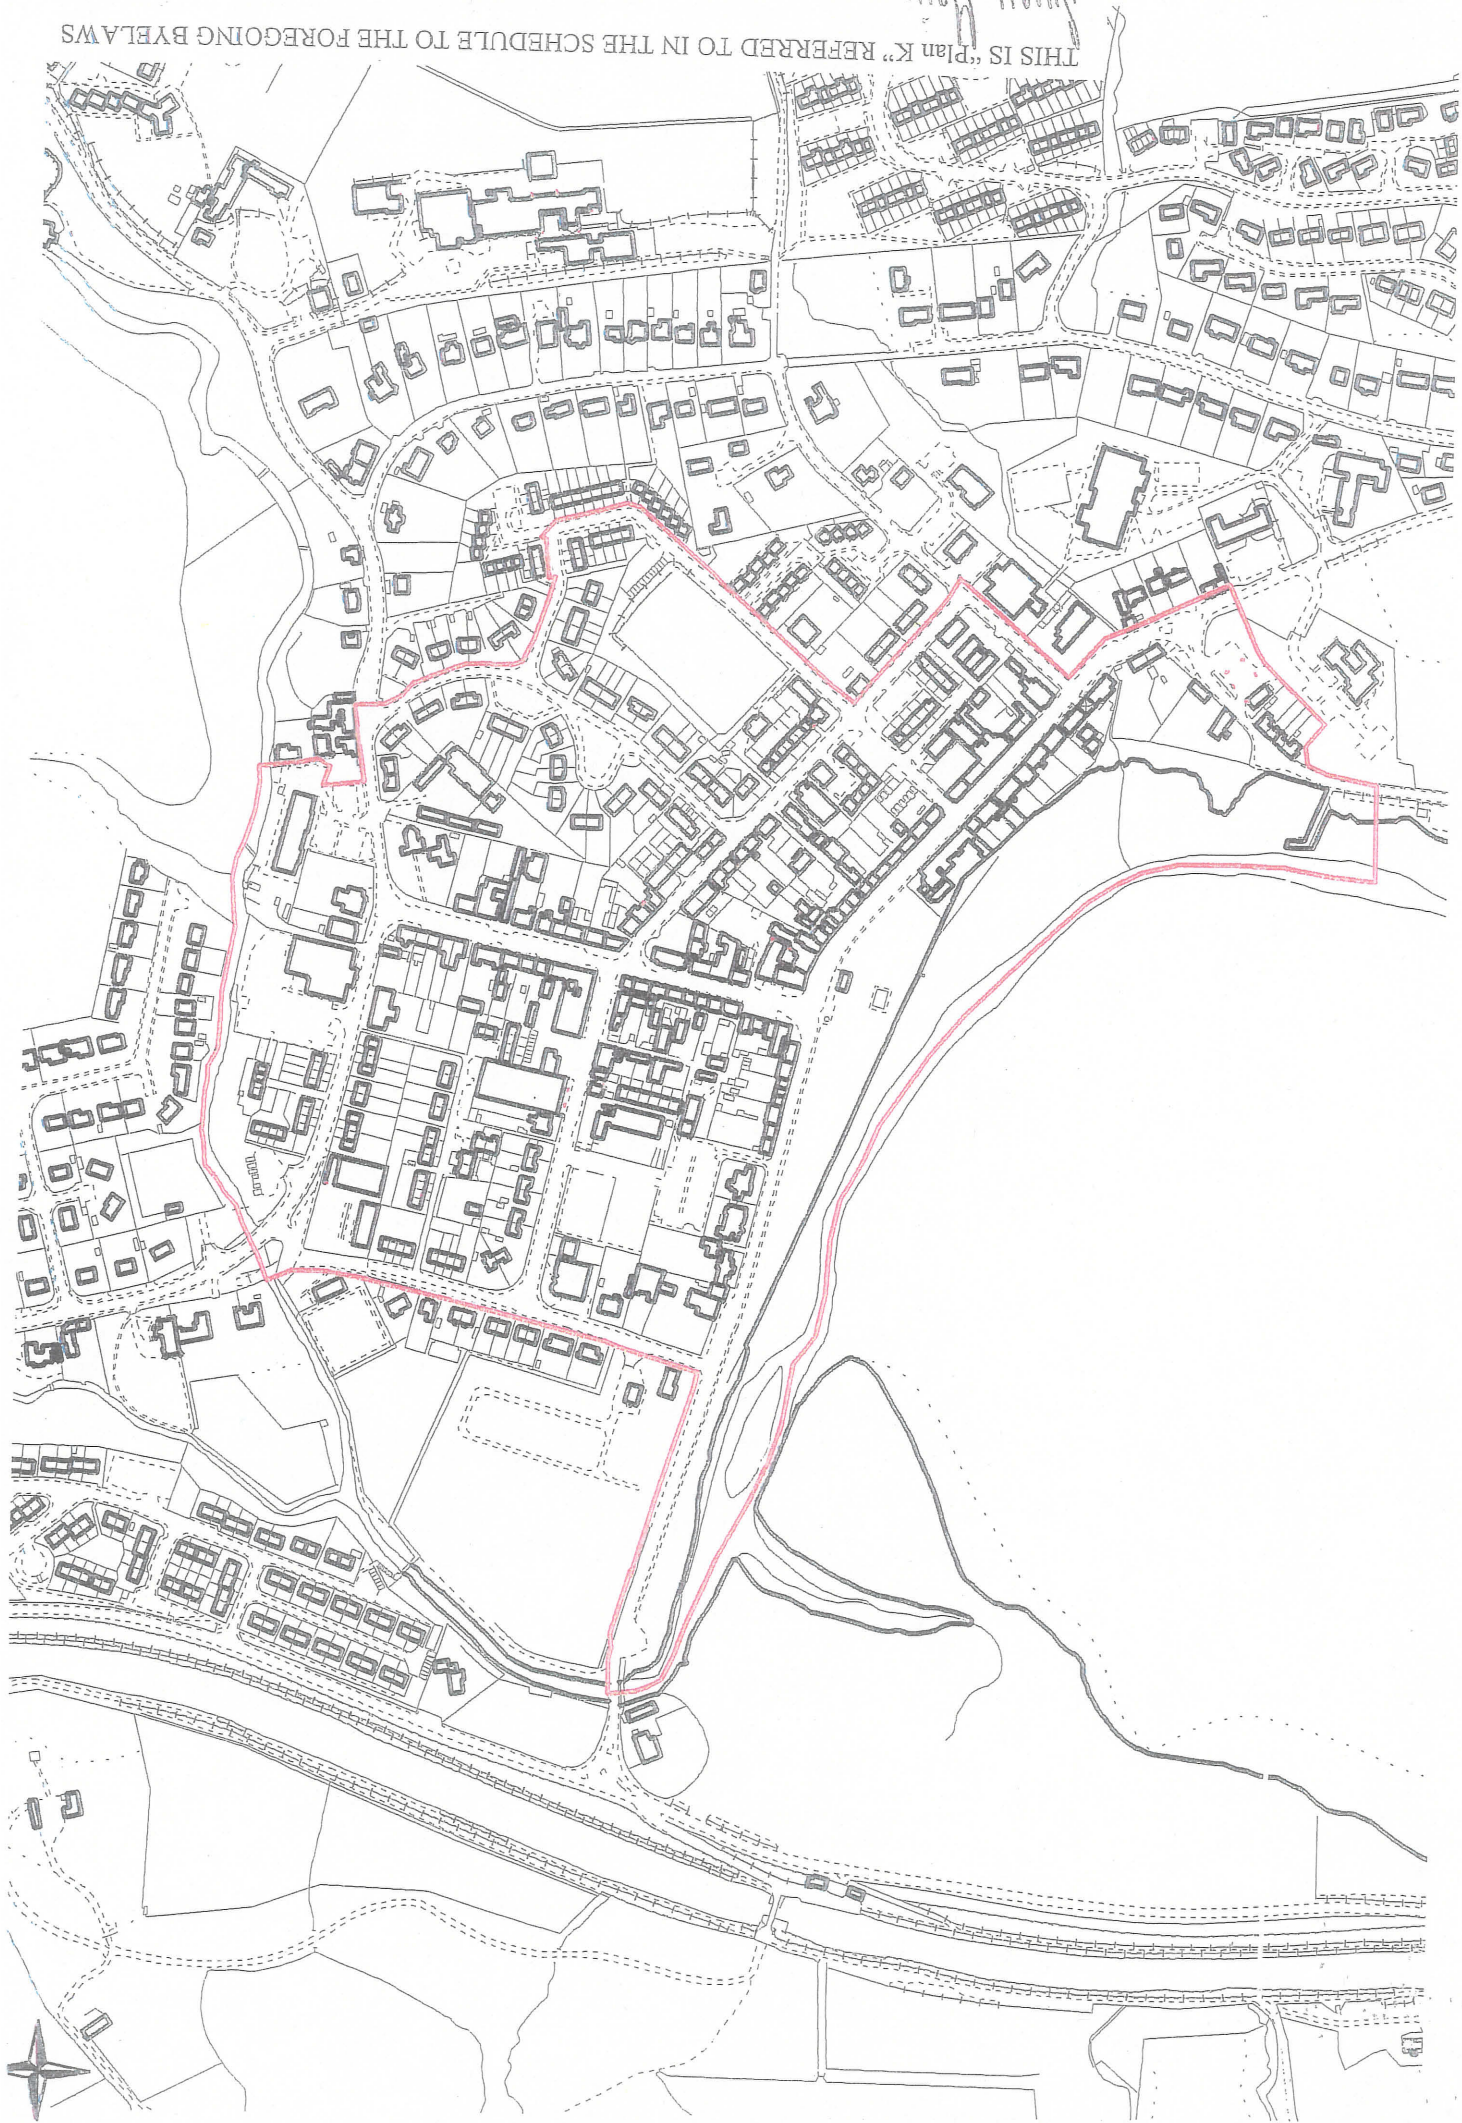 THIS IS "Plan K" REFERRED TO IN THE SCHEDULE TO THE FOREGOING BYELAWS